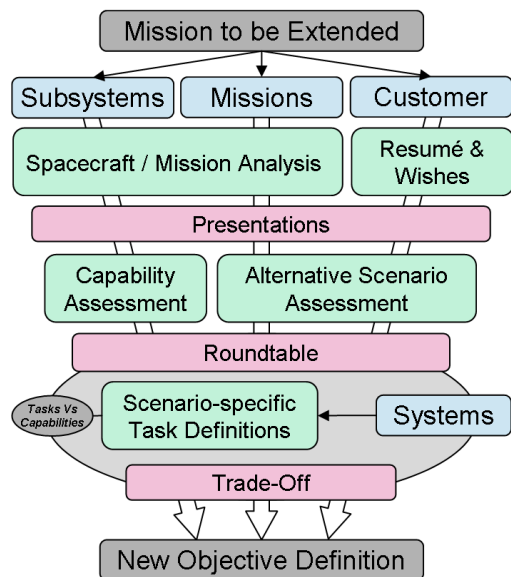 Mission to be Extended
Subsystems
Missions
Customer
Spacecraft / Mission Analysis
Resumé &
Wishes
Presentations
Capability
Assessment
Alternative Scenario
Assessment
Roundtable
Tasks Vs
Capabilities
Scenario-specific
Task Definitions
Systems
Trade-Off
New Objective Definition